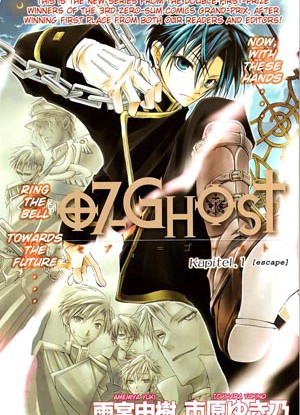 THIS IS THE NEW SERIES FROM THE DOUBLE FIRST-PRIZE
WINNERS OF THE 3RD ZERO-SUM COMICS GRAND-PRIX, AFTER
WINNING FIRST PLACE FROM BOTH OUR READERS AND EDITORS!
NOW,
WITH
THESE
HANDS
RING
THE
BELL
TOWARDS
THE
FUTURE...
07-GHOST
Kapitel.1 [escape]
AMEMIYA YUKI
ICHIHARA YUKINO
雨宮由樹
市原ゆき乃